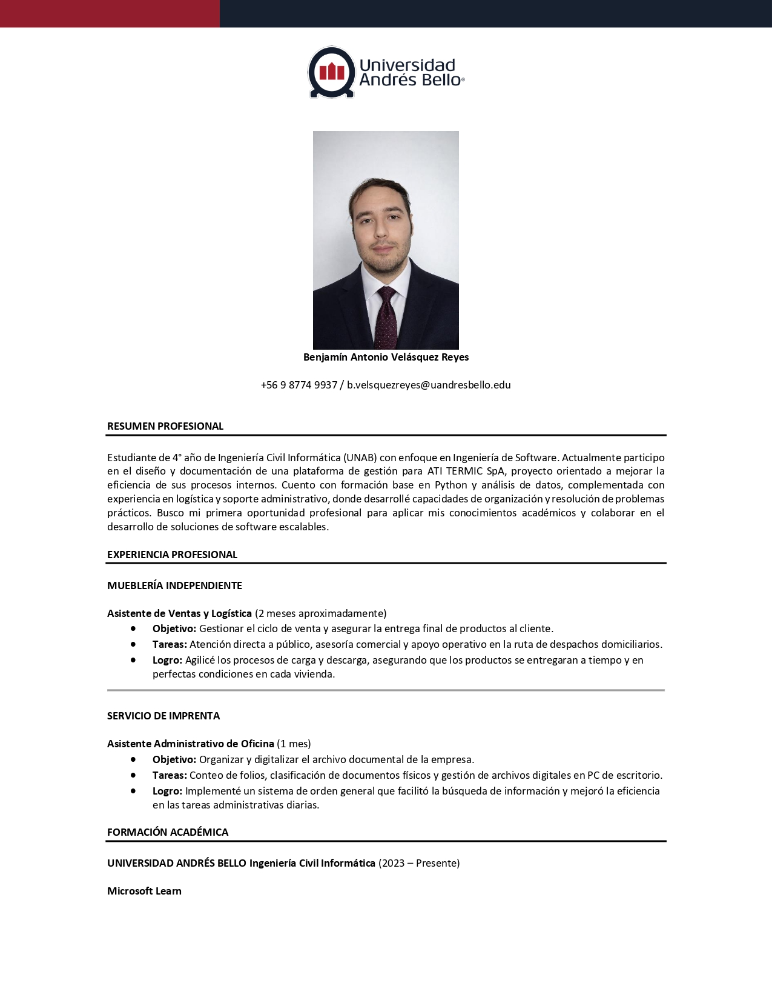 Universidad
Andrés Bello®
Benjamín Antonio Velásquez Reyes
+56 9 8774 9937 / b.velsquezreyes@uandresbello.edu
RESUMEN PROFESIONAL
Estudiante de 4° año de Ingeniería Civil Informática (UNAB) con enfoque en Ingeniería de Software. Actualmente participo
en el diseño y documentación de una plataforma de gestión para ATI TERMIC SpA, proyecto orientado a mejorar la
eficiencia de sus procesos internos. Cuento con formación base en Python y análisis de datos, complementada con
experiencia en logística y soporte administrativo, donde desarrollé capacidades de organización y resolución de problemas
prácticos. Busco mi primera oportunidad profesional para aplicar mis conocimientos académicos y colaborar en el
desarrollo de soluciones de software escalables.
EXPERIENCIA PROFESIONAL
MUEBLERÍA INDEPENDIENTE
Asistente de Ventas y Logística (2 meses aproximadamente)
● Objetivo: Gestionar el ciclo de venta y asegurar la entrega final de productos al cliente.
● Tareas: Atención directa a público, asesoría comercial y apoyo operativo en la ruta de despachos domiciliarios.
● Logro: Agilicé los procesos de carga y descarga, asegurando que los productos se entregaran a tiempo y en
perfectas condiciones en cada vivienda.
SERVICIO DE IMPRENTA
Asistente Administrativo de Oficina (1 mes)
● Objetivo: Organizar y digitalizar el archivo documental de la empresa.
● Tareas: Conteo de folios, clasificación de documentos físicos y gestión de archivos digitales en PC de escritorio.
● Logro: Implementé un sistema de orden general que facilitó la búsqueda de información y mejoró la eficiencia
en las tareas administrativas diarias.
FORMACIÓN ACADÉMICA
UNIVERSIDAD ANDRÉS BELLO Ingeniería Civil Informática (2023 – Presente)
Microsoft Learn